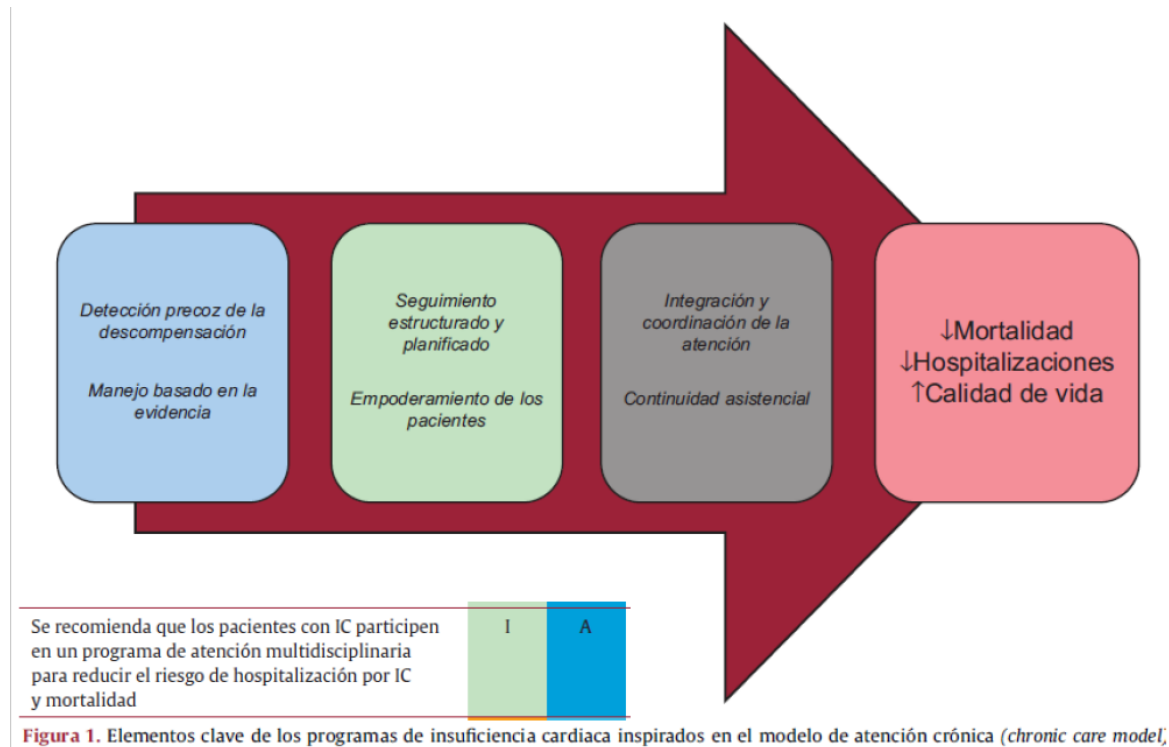 Detección precoz de la
descompensación
Manejo basado en la
evidencia
Seguimiento
estructurado y
planificado
Empoderamiento de los
pacientes
Integración y
coordinación de la
atención
Continuidad asistencial
↓Mortalidad
↓Hospitalizaciones
↑Calidad de vida
Se recomienda que los pacientes con IC participen
en un programa de atención multidisciplinaria
para reducir el riesgo de hospitalización por IC
y mortalidad
I
A
Figura 1. Elementos clave de los programas de insuficiencia cardiaca inspirados en el modelo de atención crónica (chronic care model)